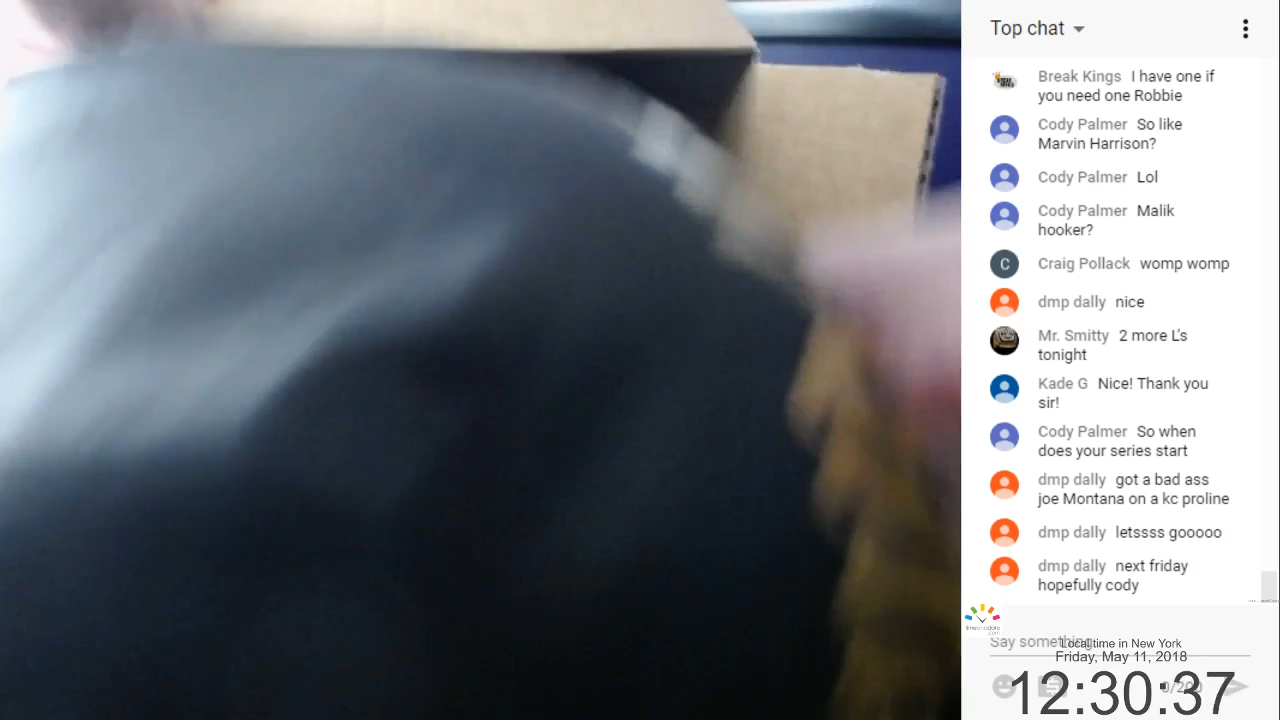 Top chat
Break Kings I have one if
you need one Robbie
Cody Palmer So like
Marvin Harrison?
Cody Palmer Lol
Cody Palmer Malik
hooker?
C
Craig Pollack womp womp
dmp dally nice
Mr. Smitty 2 more L's
tonight
Kade G Nice! Thank you
sir!
Cody Palmer So when
does your series start
dmp dally got a bad ass
joe Montana on a kc proline
dmp dally letssss gooooo
dmp dally next friday
hopefully cody
Say something...
Local time in New York
Friday, May 11, 2018
0/200
12:30:37